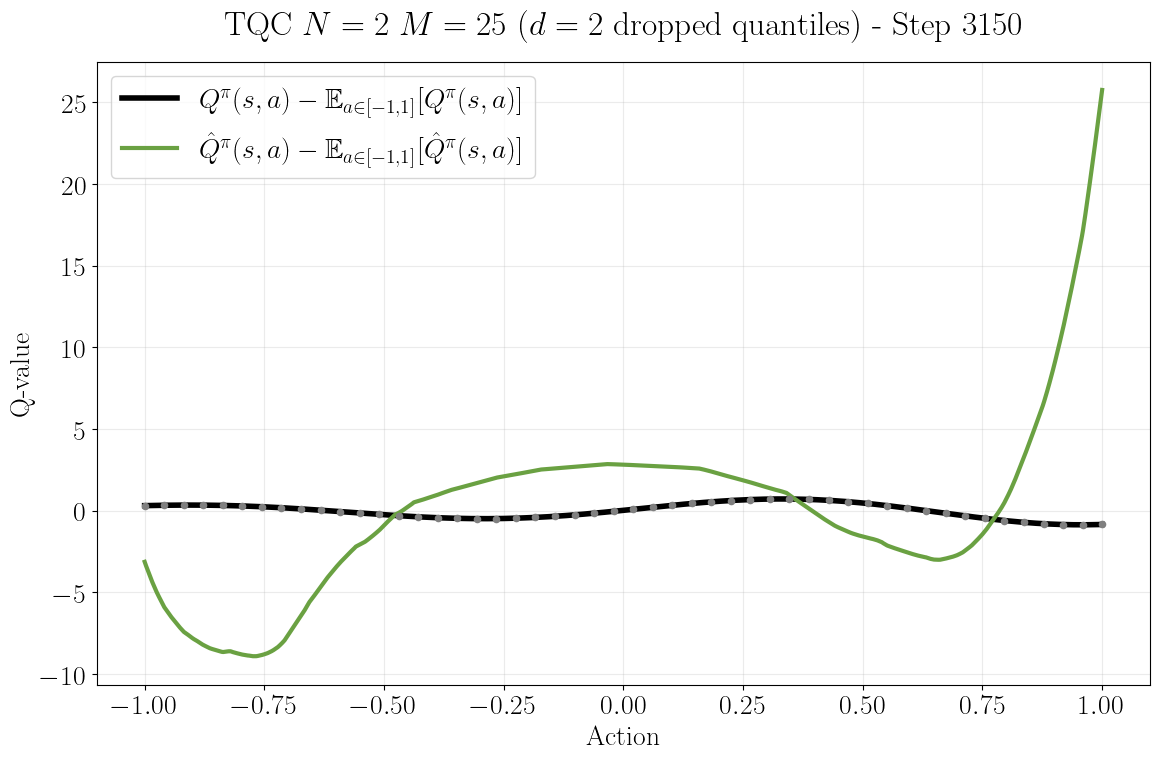 TQC N = 2 M = 25 (d = 2 dropped quantiles) - Step 3150
Q^π(s, a) − 𝔼_{a∈[−1,1]}[Q^π(s, a)]
Q̂^π(s, a) − 𝔼_{a∈[−1,1]}[Q̂^π(s, a)]
25
20
15
10
5
0
−5
−10
Q-value
−1.00 −0.75 −0.50 −0.25 0.00 0.25 0.50 0.75 1.00
Action